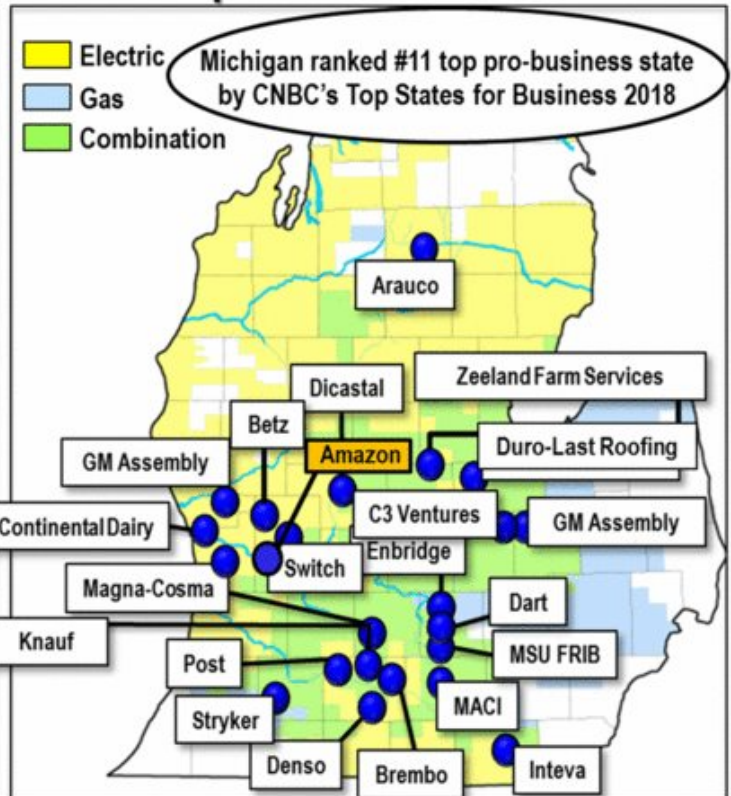 Electric
Gas
Combination
Michigan ranked #11 top pro-business state
by CNBC's Top States for Business 2018
Arauco
Zeeland Farm Services
Dicastal
Betz
Duro-Last Roofing
Amazon
GM Assembly
C3 Ventures
GM Assembly
Continental Dairy
Enbridge
Switch
Magna-Cosma
Dart
Knauf
MSU FRIB
Post
MACI
Stryker
Denso
Brembo
Inteva